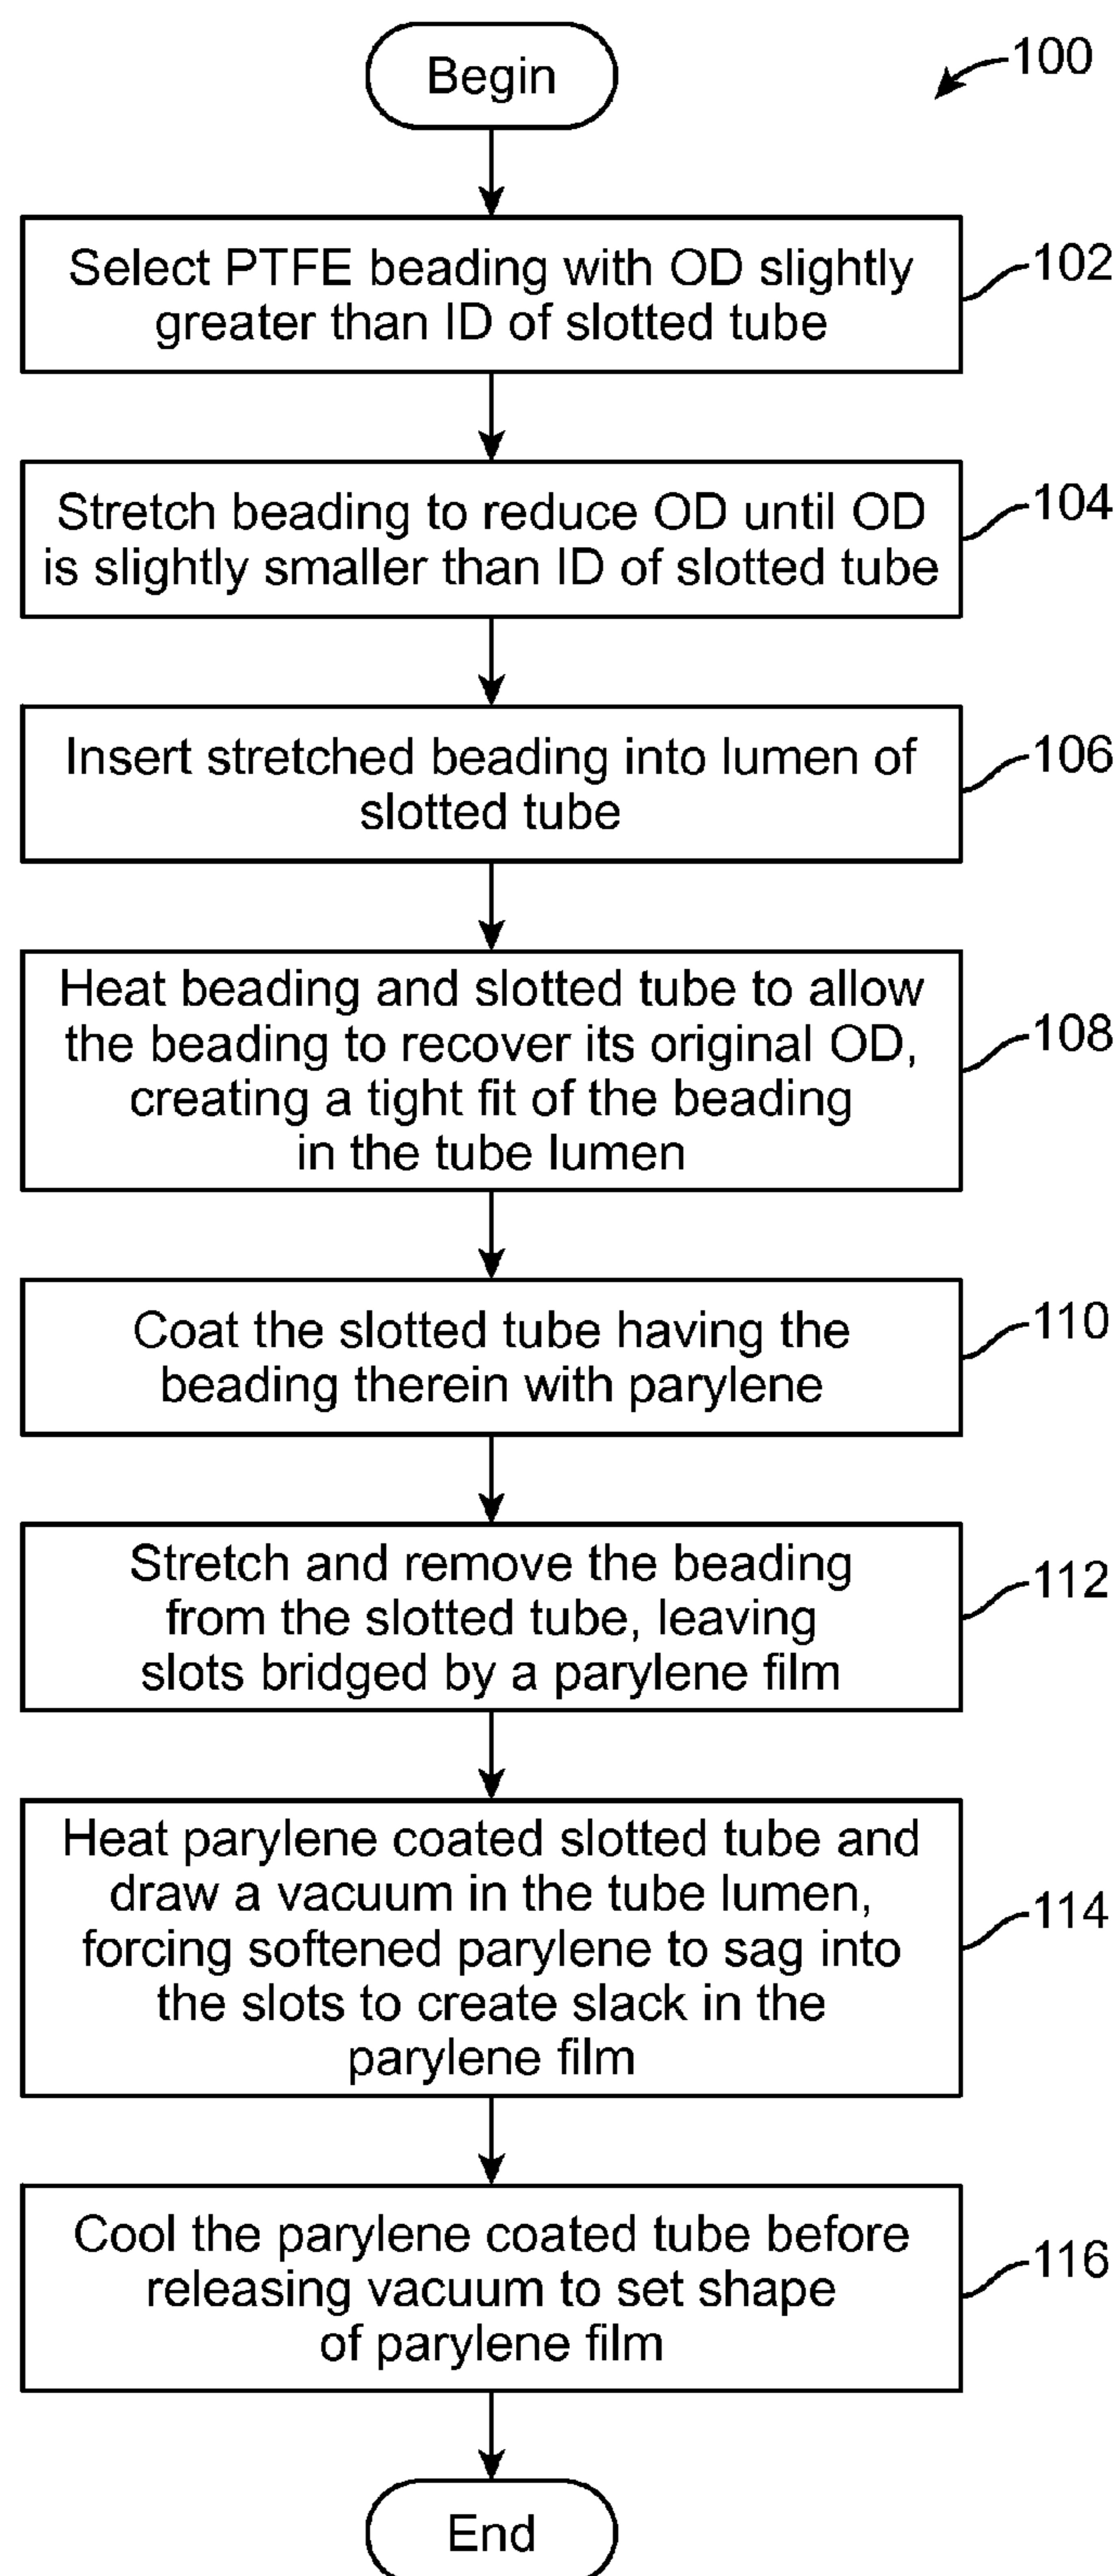 Begin
100
Select PTFE beading with OD slightly
greater than ID of slotted tube
102
Stretch beading to reduce OD until OD
is slightly smaller than ID of slotted tube
104
Insert stretched beading into lumen of
slotted tube
106
Heat beading and slotted tube to allow
the beading to recover its original OD,
creating a tight fit of the beading
in the tube lumen
108
Coat the slotted tube having the
beading therein with parylene
110
Stretch and remove the beading
from the slotted tube, leaving
slots bridged by a parylene film
112
Heat parylene coated slotted tube and
draw a vacuum in the tube lumen,
forcing softened parylene to sag into
the slots to create slack in the
parylene film
114
Cool the parylene coated tube before
releasing vacuum to set shape
of parylene film
116
End